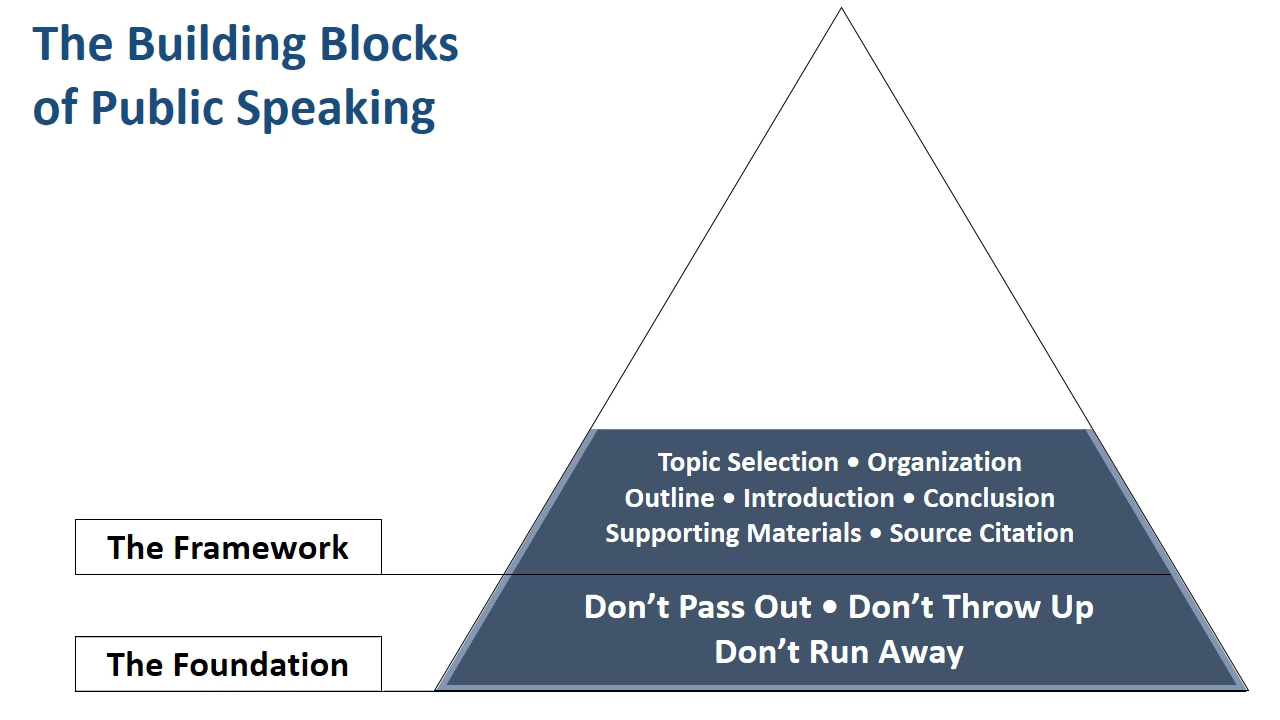 The Building Blocks
of Public Speaking
Topic Selection • Organization
Outline • Introduction • Conclusion
Supporting Materials • Source Citation
The Framework
Don’t Pass Out • Don’t Throw Up
Don’t Run Away
The Foundation